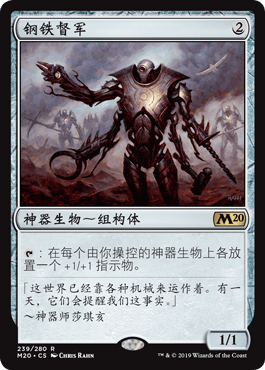 钢铁督军 2
神器生物～组构体 M20
：在每个由你操控的神器生物上各放
置一个 +1/+1 指示物。
「这世界已经靠各种机械来运作着。有一
天，它们会提醒我们这事实。」
～神器师莎琪亥
1/1
239/280 R
M20 • CS CHRIS RAHN ™ & © 2019 Wizards of the Coast